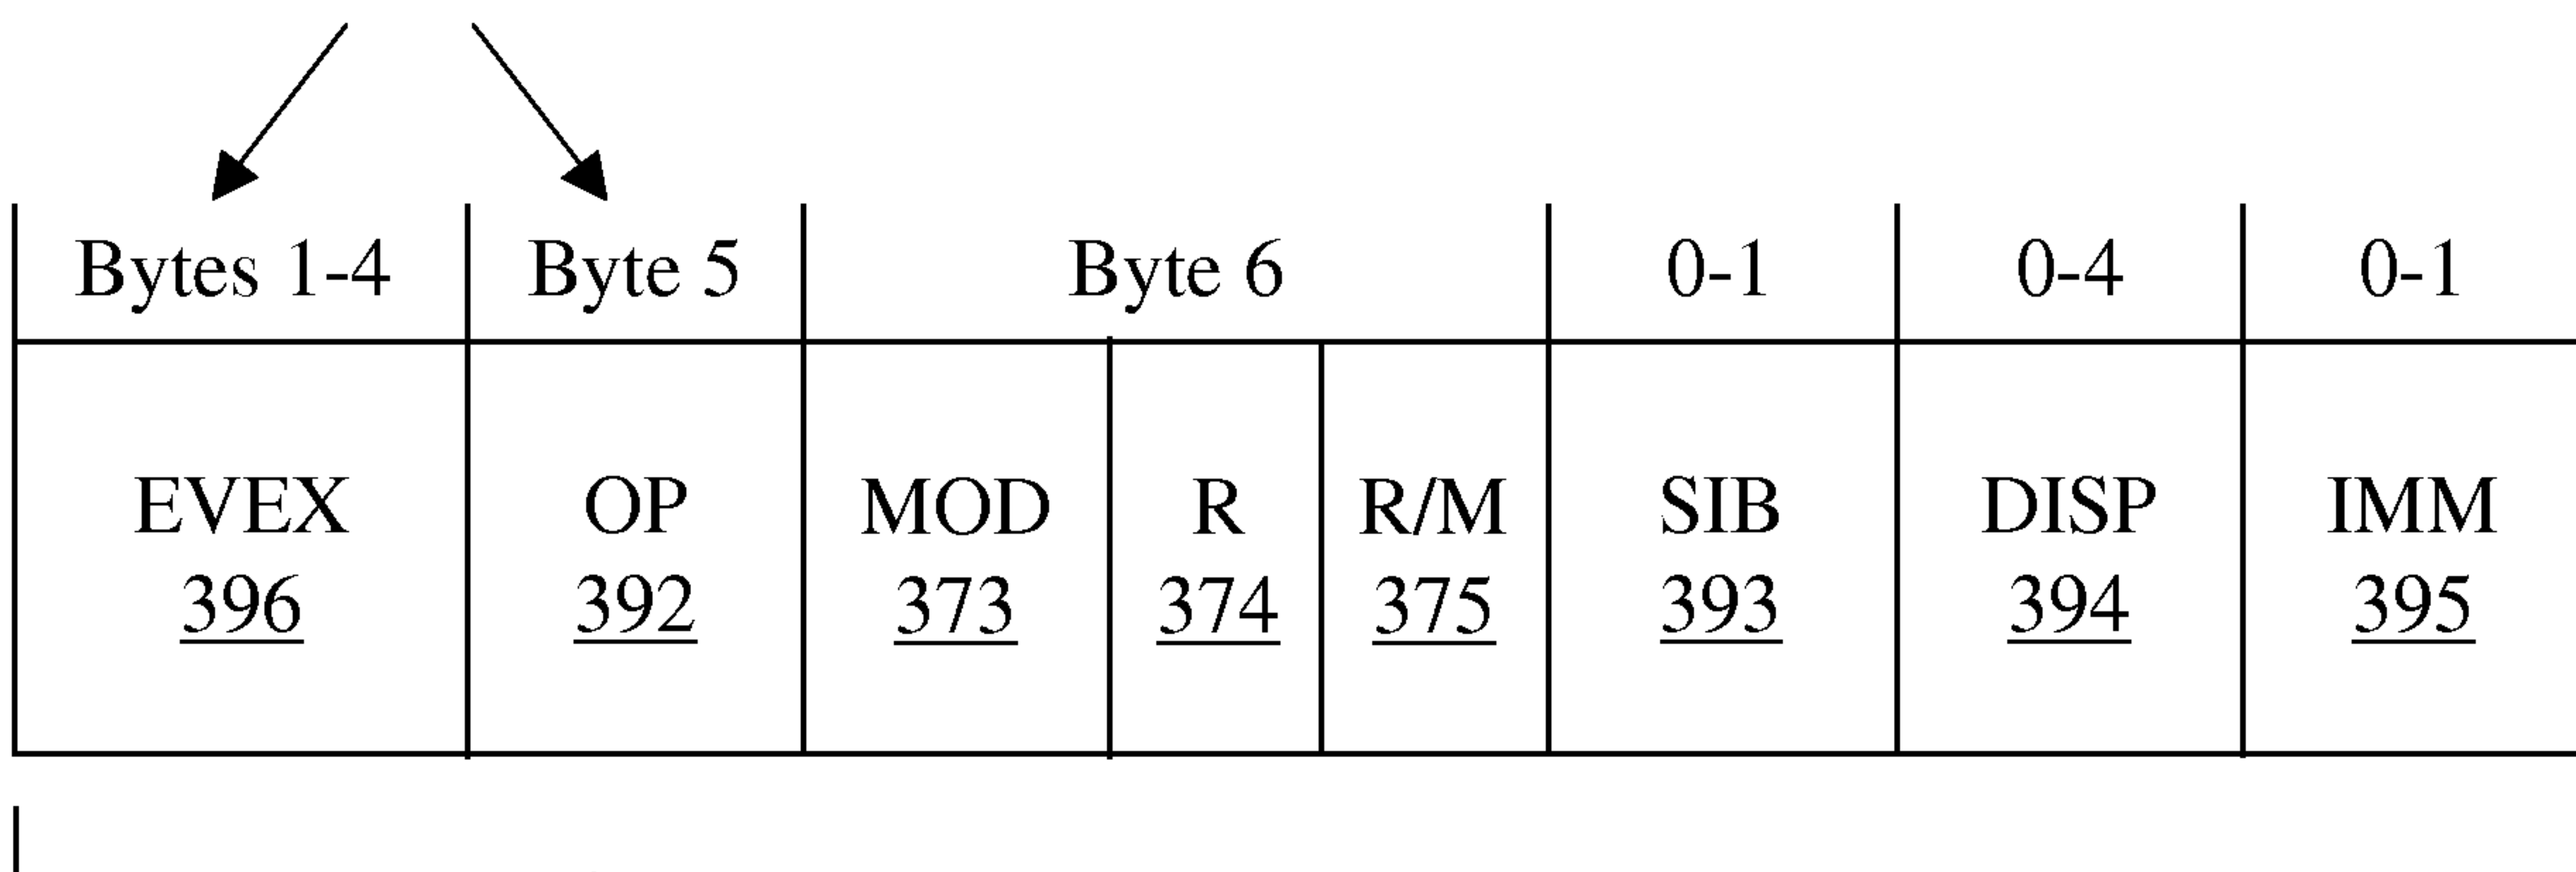 Bytes 1-4 Byte 5 Byte 6 0-1 0-4 0-1
EVEX OP MOD R R/M SIB DISP IMM
396 392 373 374 375 393 394 395